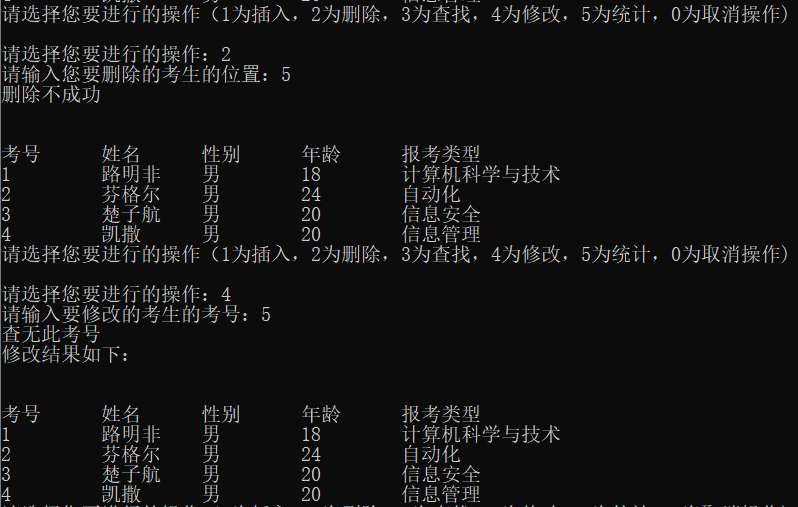 请选择您要进行的操作（1为插入，2为删除，3为查找，4为修改，5为统计，0为取消操作）
请选择您要进行的操作：2
请输入您要删除的考生的位置：5
删除不成功
考号 姓名 性别 年龄 报考类型
1 路明非 男 18 计算机科学与技术
2 芬格尔 男 24 自动化
3 楚子航 男 20 信息安全
4 凯撒 男 20 信息管理
请选择您要进行的操作（1为插入，2为删除，3为查找，4为修改，5为统计，0为取消操作）
请选择您要进行的操作：4
请输入要修改的考生的考号：5
查无此考号
修改结果如下：
考号 姓名 性别 年龄 报考类型
1 路明非 男 18 计算机科学与技术
2 芬格尔 男 24 自动化
3 楚子航 男 20 信息安全
4 凯撒 男 20 信息管理